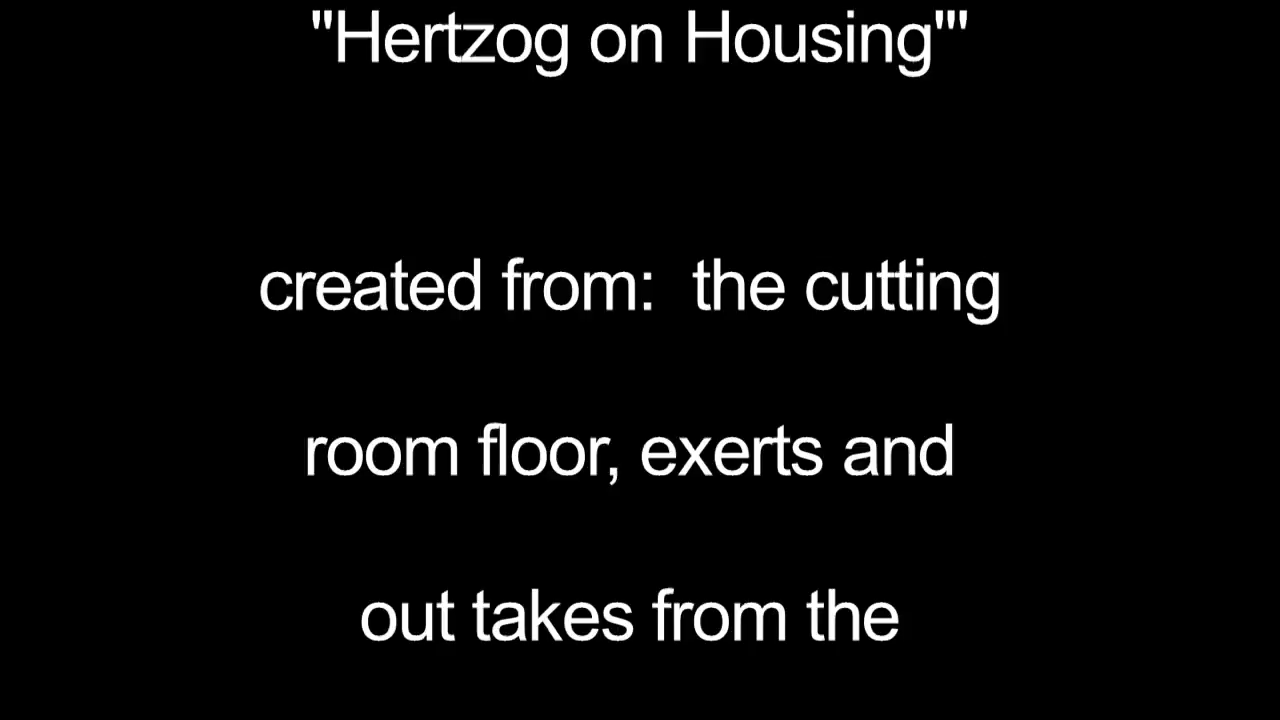 "Hertzog on Housing'"
created from:  the cutting
room floor, exerts and
out takes from the